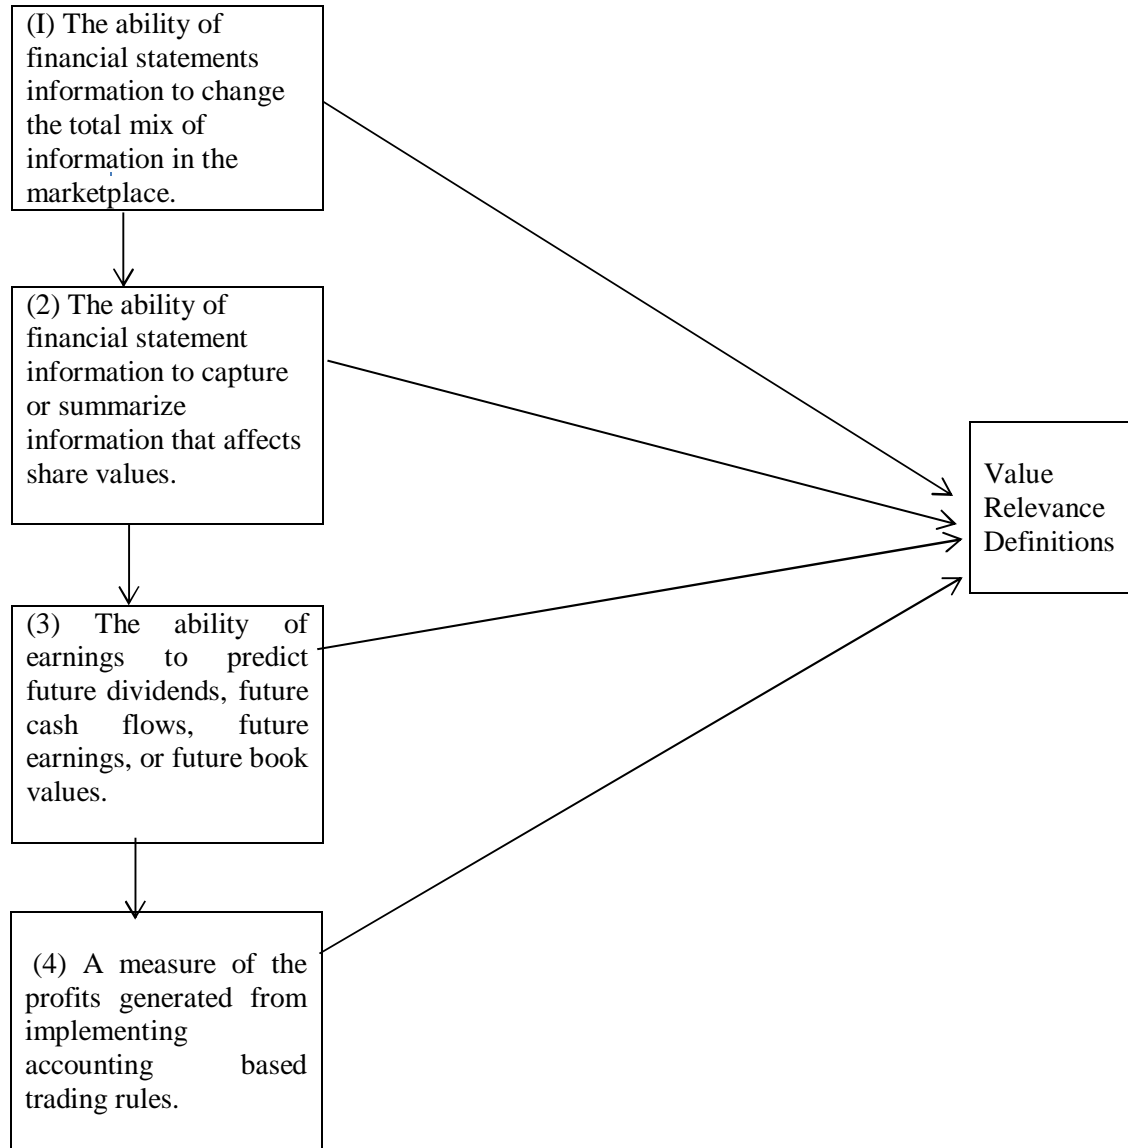 (I) The ability of
financial statements
information to change
the total mix of
information in the
marketplace.
(2) The ability of
financial statement
information to capture
or summarize
information that affects
share values.
(3) The ability of
earnings to predict
future dividends, future
cash flows, future
earnings, or future book
values.
(4) A measure of the
profits generated from
implementing
accounting based
trading rules.
Value
Relevance
Definitions